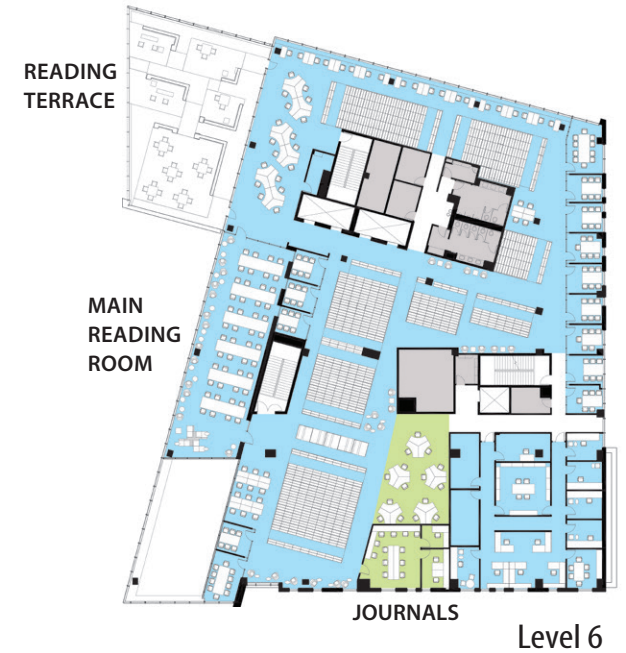 READING
TERRACE
MAIN
READING
ROOM
JOURNALS
Level 6